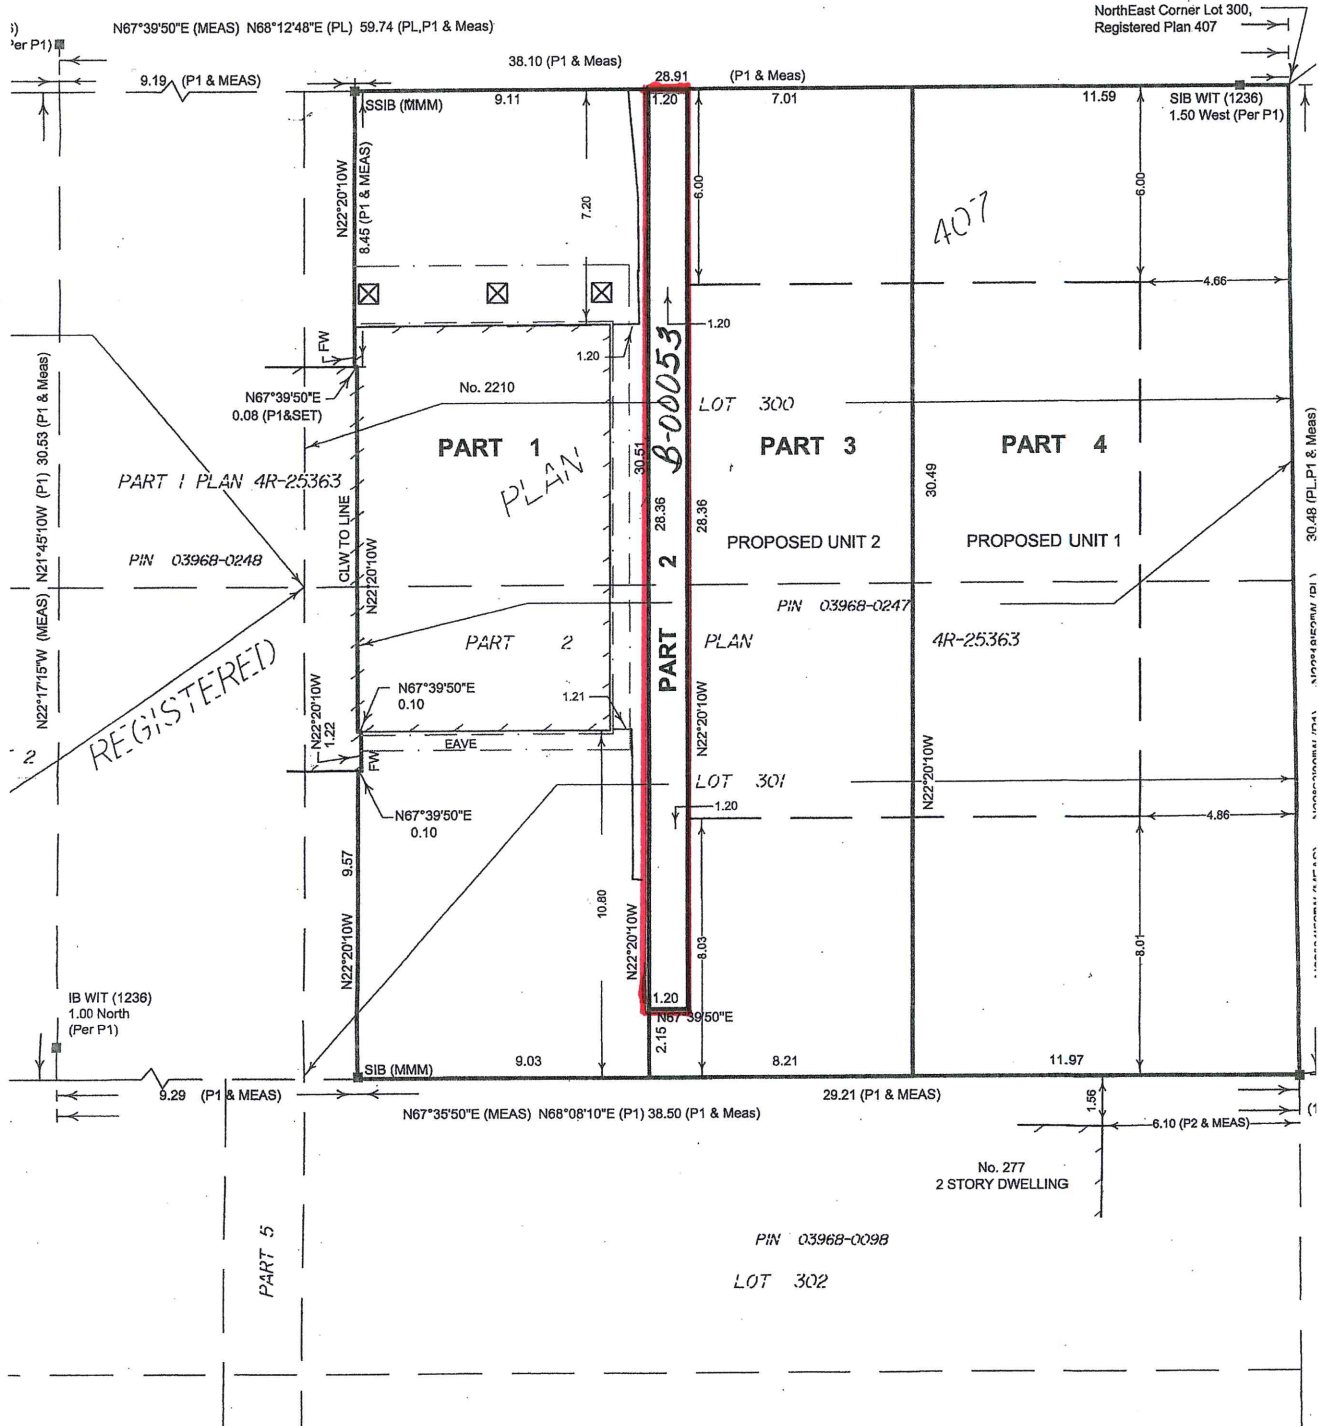 NorthEast Corner Lot 300,
Registered Plan 407
N67°39'50"E (MEAS) N68°12'48"E (PL) 59.74 (PL,P1 & Meas)
'er P1)
38.10 (P1 & Meas)
9.19 (P1 & MEAS)
28.91 (P1 & Meas)
SSIB (MMM)
9.11
1.20
7.01
11.59
SIB WIT (1236)
1.50 West (Per P1)
N22°20'10W
8.45 (P1 & MEAS)
7.20
6.00
6.00
407
4.66
1.20
FW
1.20
N67°39'50"E
0.08 (P1&SET)
No. 2210
B-00053
LOT 300
PART 1
PART 3
PART 4
30.51
30.49
N22°17'15"W (MEAS) N21°45'10W (P1) 30.53 (P1 & Meas)
30.48 (PL,P1 & Meas)
PART 1 PLAN 4R-25363
PLAN
CLW TO LINE
N22°20'10W
28.36
28.36
PROPOSED UNIT 2
PROPOSED UNIT 1
PIN 03968-0248
PIN 03968-0247
PART 2
PART 2
PLAN
4R-25363
REGISTERED
N67°39'50"E
0.10
1.21
N22°20'10W
1.22
EAVE
FW
N22°20'10W
N22°20'10W
2
LOT 301
1.20
4.86
N67°39'50"E
0.10
9.57
10.80
N22°20'10W
N22°20'10W
8.03
8.01
IB WIT (1236)
1.00 North
(Per P1)
1.20
N67°39'50"E
2.15
SIB (MMM)
9.03
8.21
11.97
9.29 (P1 & MEAS)
29.21 (P1 & MEAS)
N67°35'50"E (MEAS) N68°08'10"E (P1) 38.50 (P1 & Meas)
1.56
6.10 (P2 & MEAS)
No. 277
2 STORY DWELLING
PART 5
PIN 03968-0098
LOT 302